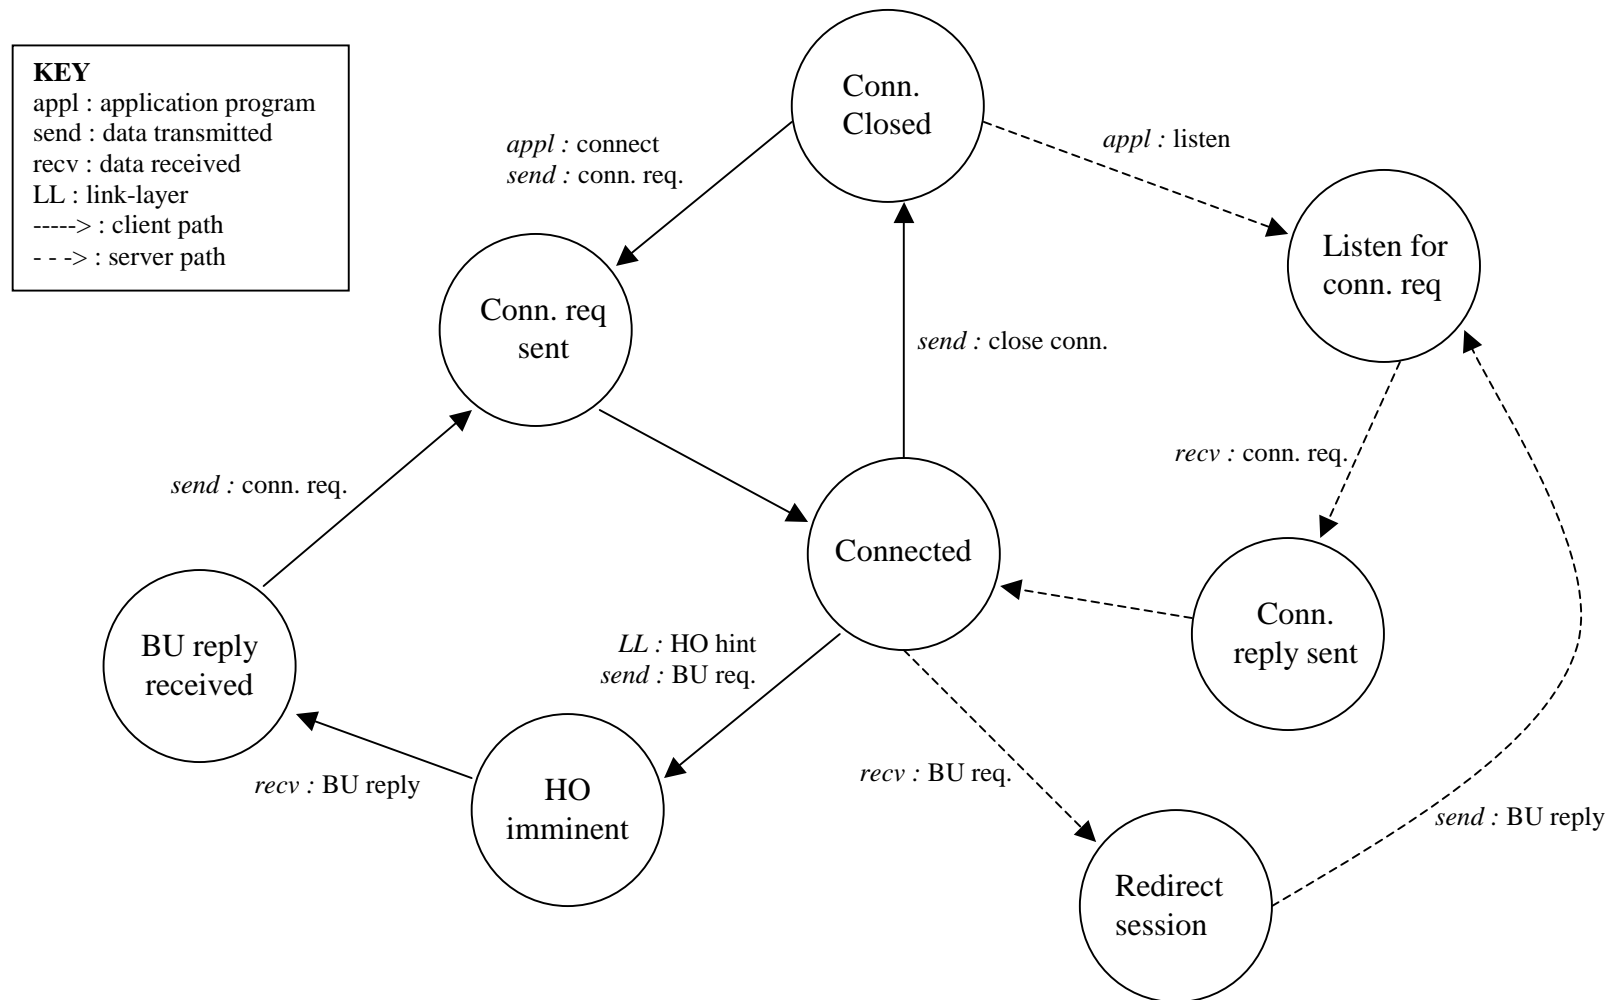 KEY
appl : application program
send : data transmitted
recv : data received
LL : link-layer
-----> : client path
- - -> : server path
Conn.
Closed
appl : connect
send : conn. req.
appl : listen
Listen for
conn. req
Conn. req
sent
send : close conn.
recv : conn. req.
send : conn. req.
Connected
Conn.
reply sent
BU reply
received
LL : HO hint
send : BU req.
recv : BU reply
HO
imminent
recv : BU req.
send : BU reply
Redirect
session